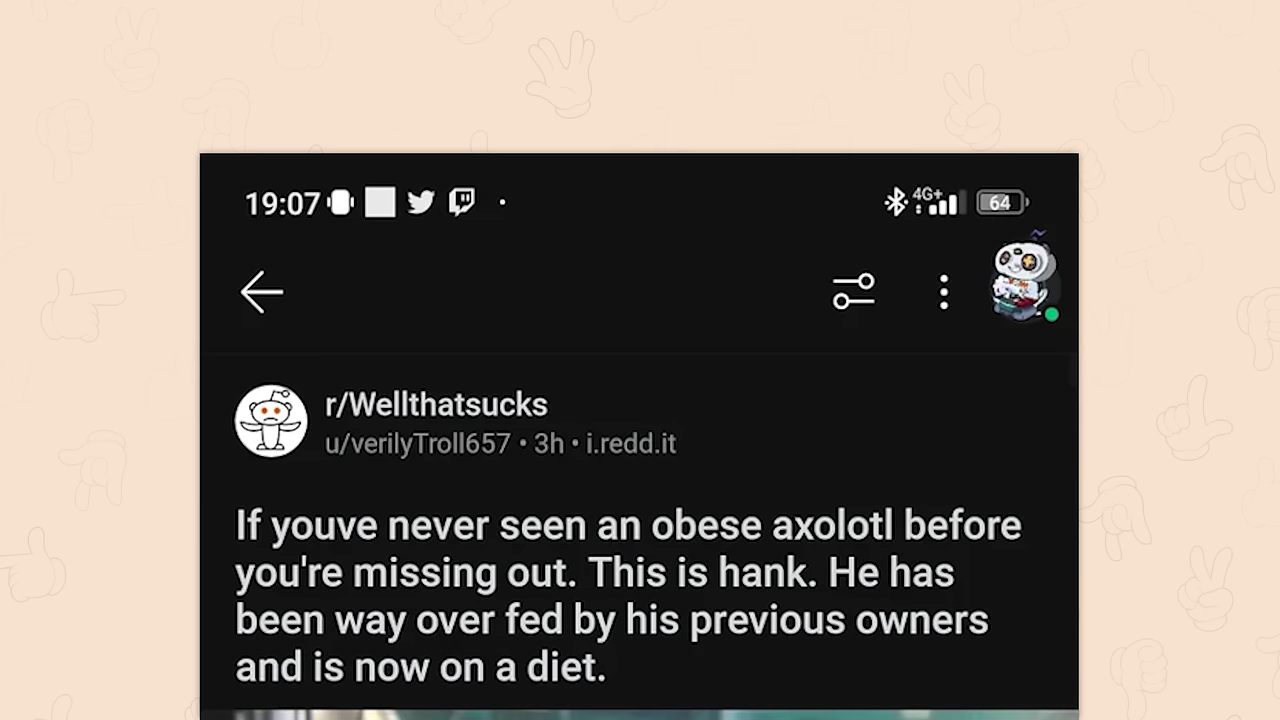 19:07
4G+
64
r/Wellthatsucks
u/verilyTroll657 • 3h • i.redd.it
If youve never seen an obese axolotl before
you're missing out. This is hank. He has
been way over fed by his previous owners
and is now on a diet.